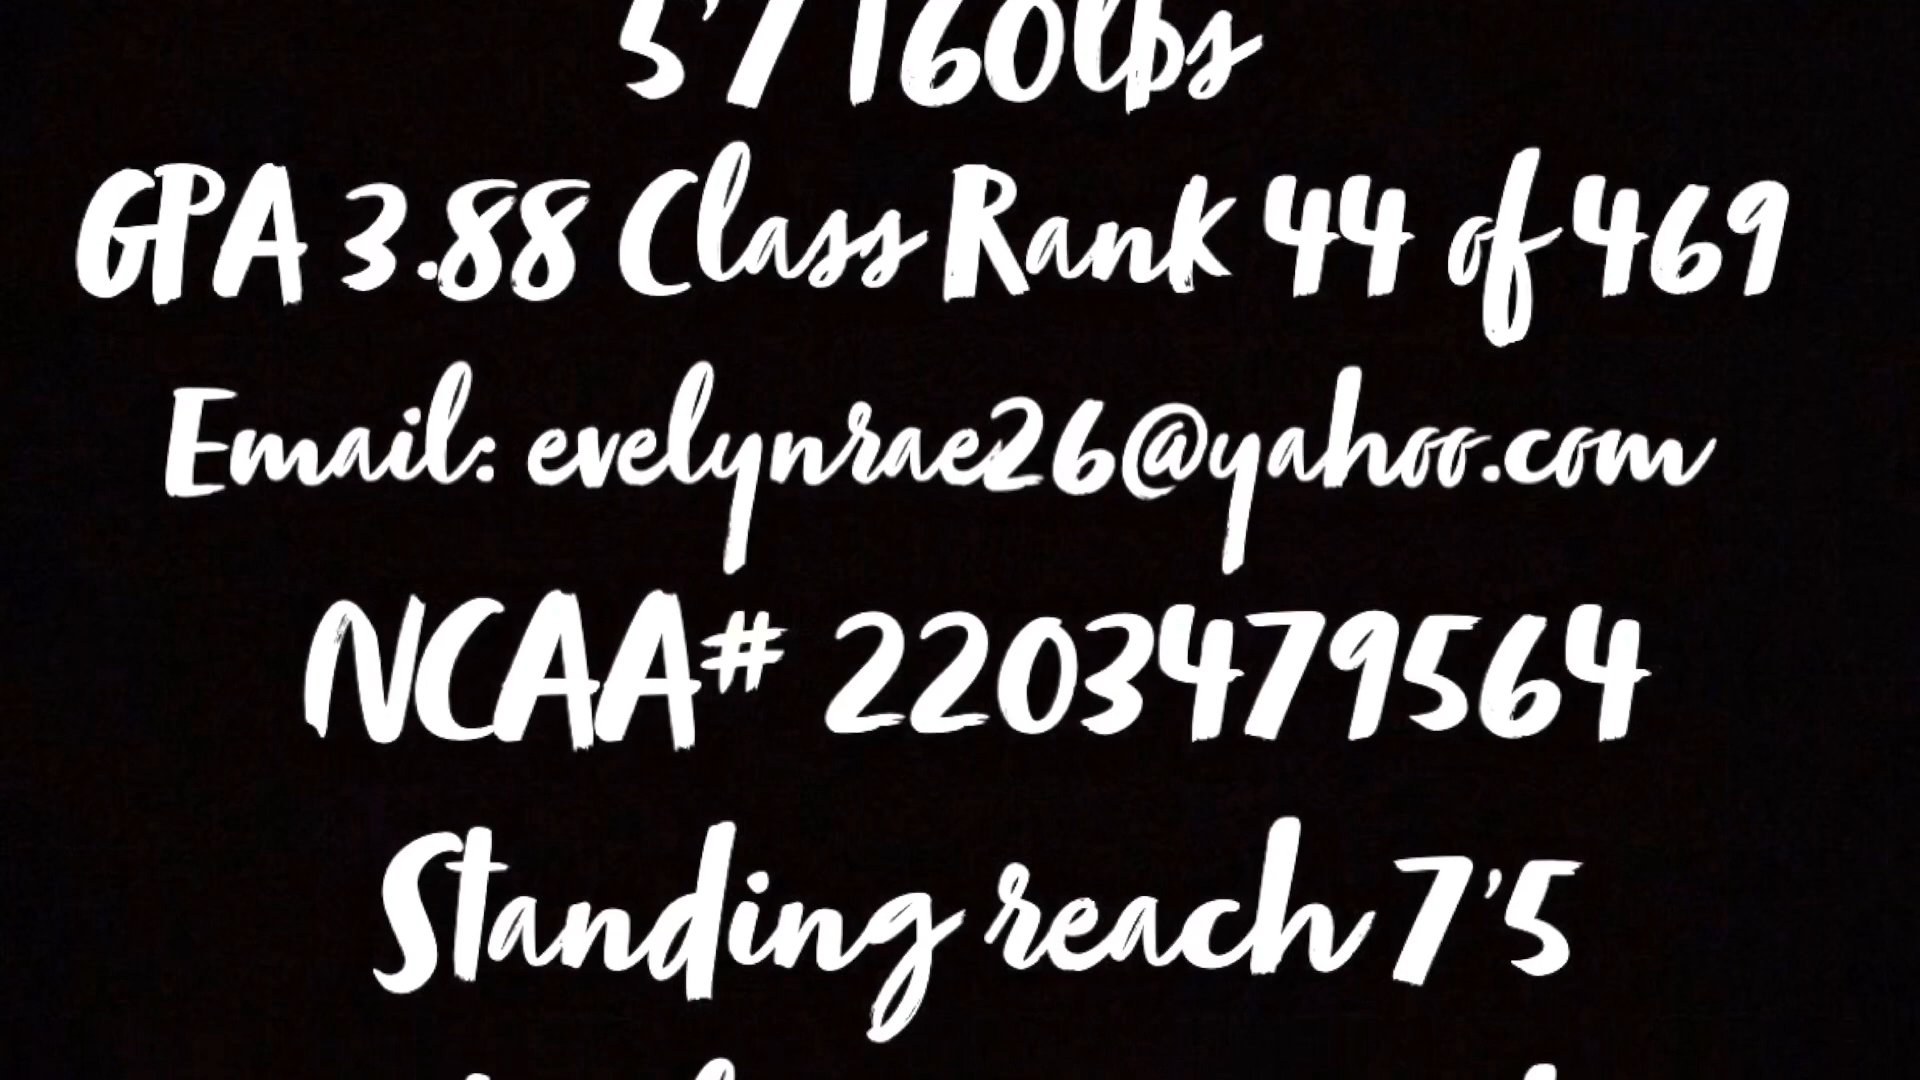 5'7 160lbs
GPA 3.88 Class Rank 44 of 469
Email: evelynrae26@yahoo.com
NCAA# 2203479564
Standing reach 7'5